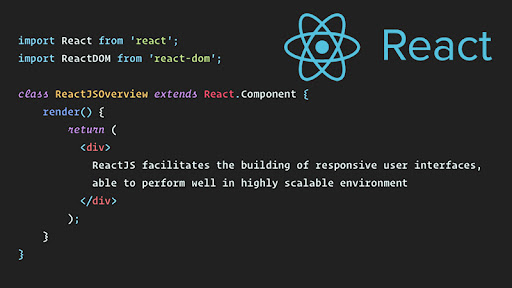 React
import React from 'react';
import ReactDOM from 'react-dom';
class ReactJSOverview extends React.Component {
render() {
return (
<div>
ReactJS facilitates the building of responsive user interfaces,
able to perform well in highly scalable environment
</div>
);
}
}